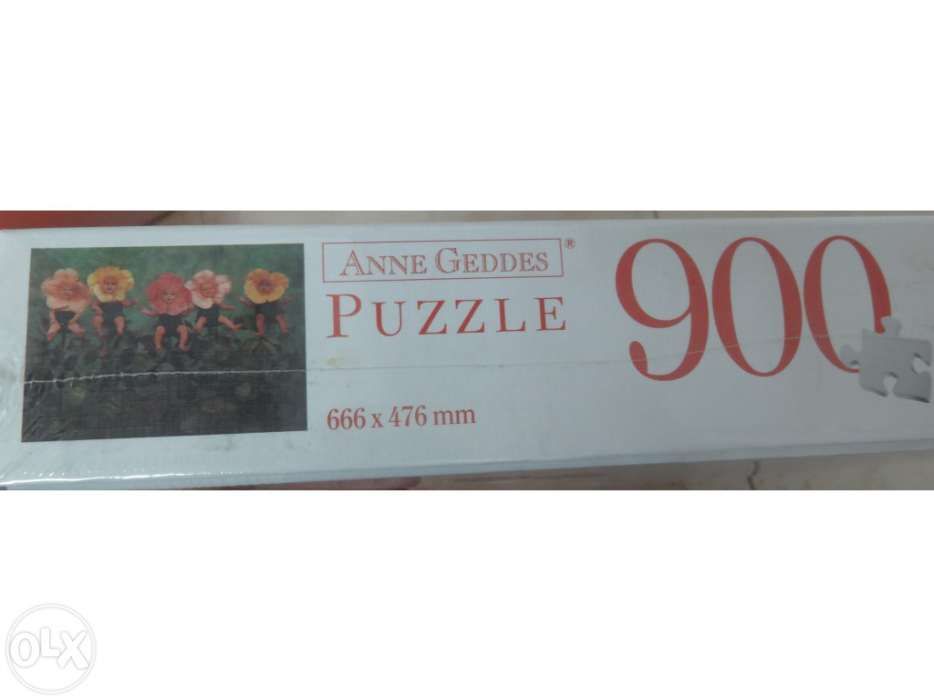 ANNE GEDDES®
PUZZLE
900
666 x 476 mm
OLX